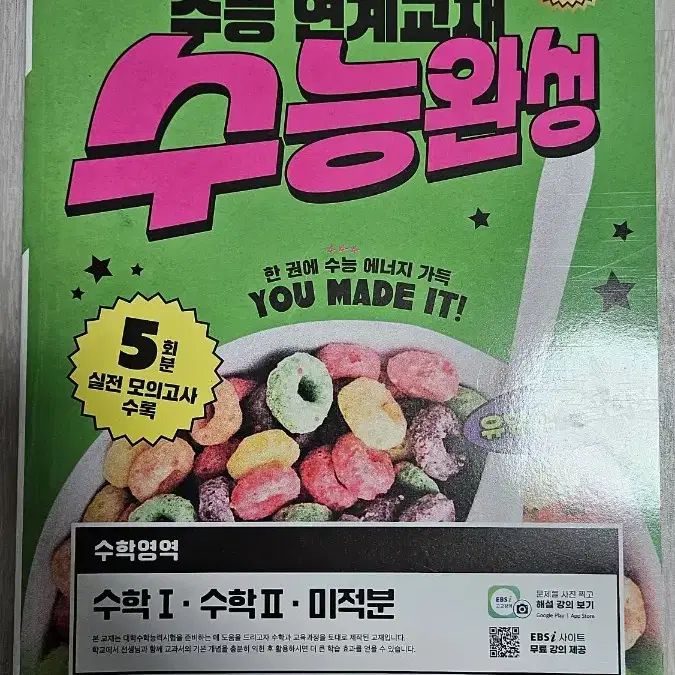 수능 연계교재
수능완성
한 권에 수능 에너지 가득
YOU MADE IT!
5회분
실전 모의고사
수록
수학영역
수학Ⅰ·수학Ⅱ·미적분
본 교재는 대학수학능력시험을 준비하는 데 도움을 드리고자 수학과 교육과정을 토대로 제작된 교재입니다.
학교에서 선생님과 함께 교과서의 기본 개념을 충분히 익힌 후 활용하시면 더 큰 학습 효과를 얻을 수 있습니다.
EBSi
고교강의
문제를 사진 찍고
해설 강의 보기
Google Play | App Store
EBSi 사이트
무료 강의 제공